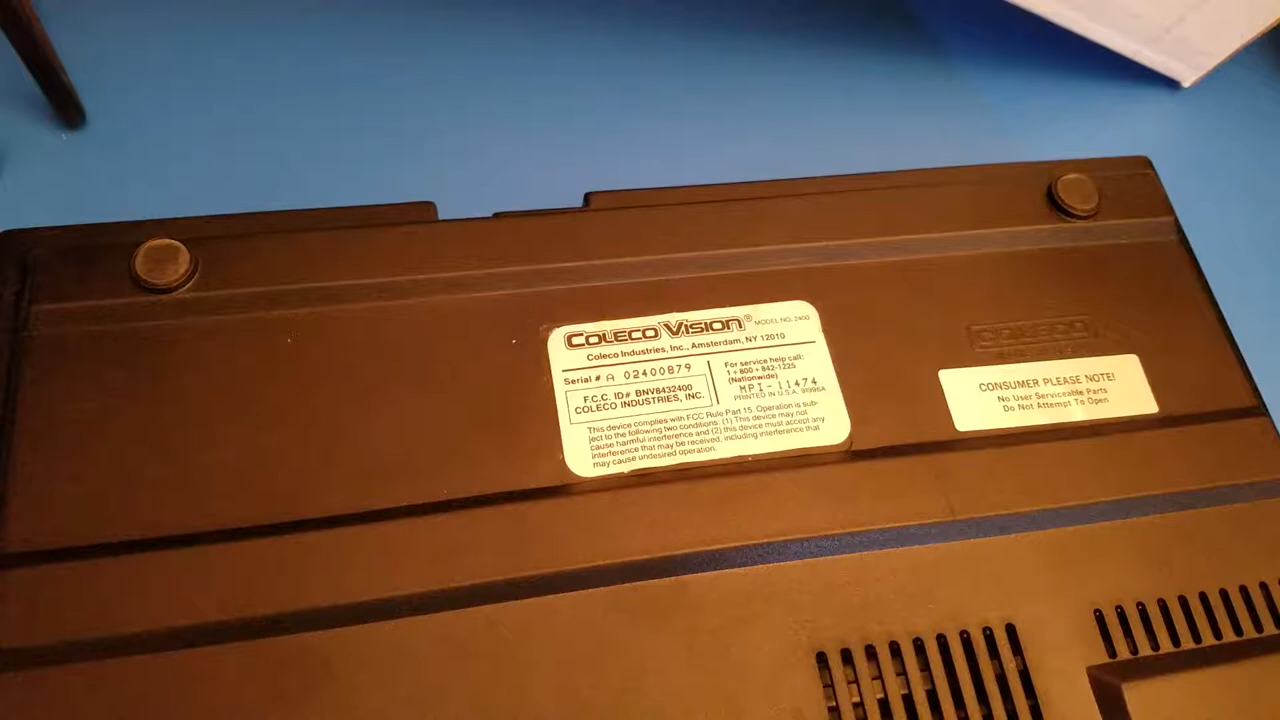 COLECO VISION® MODEL NO. 2400
Coleco Industries, Inc., Amsterdam, NY 12010
Serial # A 02400879
F.C.C. ID# BNV8432400
COLECO INDUSTRIES, INC.
For service help call:
1 + 800 + 842-1225
(Nationwide)
MPI-11474
PRINTED IN U.S.A. 91998A
This device complies with FCC Rule Part 15. Operation is sub-
ject to the following two conditions: (1) This device may not
cause harmful interference and (2) this device must accept any
interference that may be received, including interference that
may cause undesired operation.
COLECO
CONSUMER PLEASE NOTE!
No User Serviceable Parts
Do Not Attempt To Open